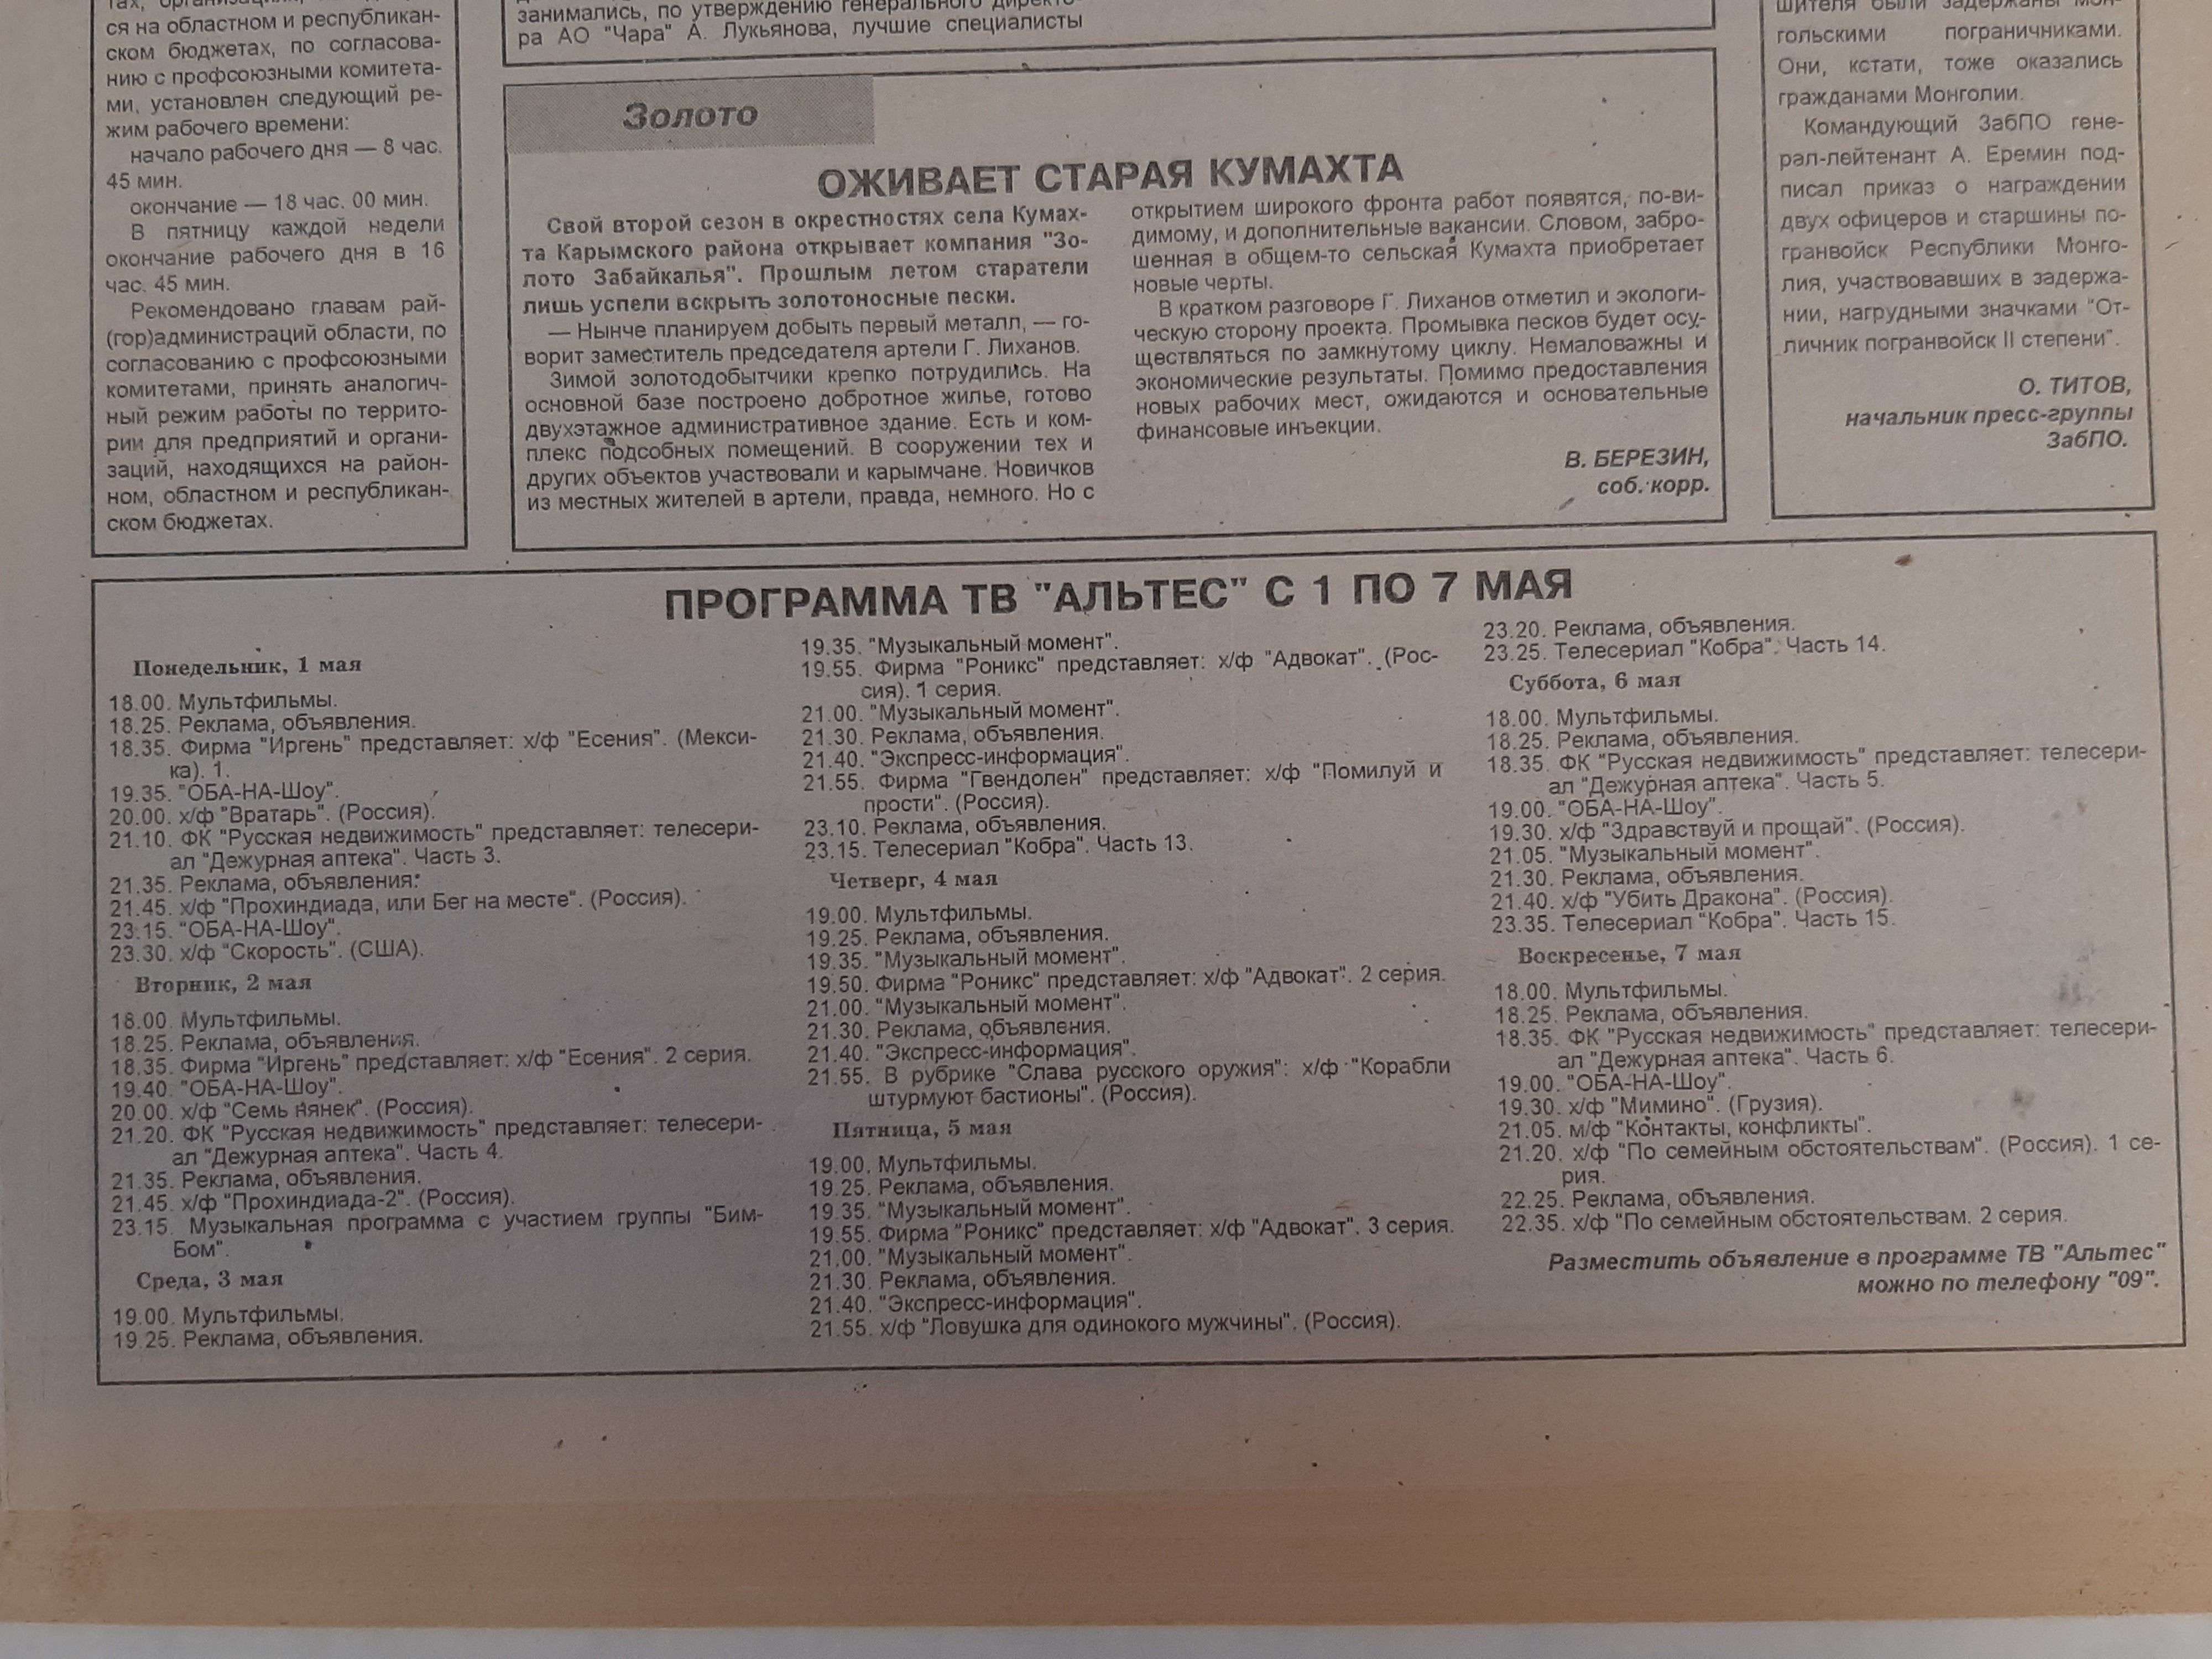 ся на областном и республикан-
ском бюджетах, по согласова-
нию с профсоюзными комитета-
ми, установлен следующий ре-
жим рабочего времени:
начало рабочего дня — 8 час.
45 мин.
окончание — 18 час. 00 мин.
В пятницу каждой недели
окончание рабочего дня в 16
час. 45 мин.
Рекомендовано главам рай-
(гор)администраций области, по
согласованию с профсоюзными
комитетами, принять аналогич-
ный режим работы по террито-
рии для предприятий и органи-
заций, находящихся на район-
ном, областном и республикан-
ском бюджетах.
занимались, по утверждению генерального директо-
ра АО "Чара" А. Лукьянова, лучшие специалисты
Золото
ОЖИВАЕТ СТАРАЯ КУМАХТА
Свой второй сезон в окрестностях села Кумах-
та Карымского района открывает компания "Зо-
лото Забайкалья". Прошлым летом старатели
лишь успели вскрыть золотоносные пески.
— Нынче планируем добыть первый металл, — го-
ворит заместитель председателя артели Г. Лиханов.
Зимой золотодобытчики крепко потрудились. На
основной базе построено добротное жилье, готово
двухэтажное административное здание. Есть и ком-
плекс подсобных помещений. В сооружении тех и
других объектов участвовали и карымчане. Новичков
из местных жителей в артели, правда, немного. Но с
открытием широкого фронта работ появятся, по-ви-
димому, и дополнительные вакансии. Словом, забро-
шенная в общем-то сельская Кумахта приобретает
новые черты.
В кратком разговоре Г. Лиханов отметил и экологи-
ческую сторону проекта. Промывка песков будет осу-
ществляться по замкнутому циклу. Немаловажны и
экономические результаты. Помимо предоставления
новых рабочих мест, ожидаются и основательные
финансовые инъекции.
В. БЕРЕЗИН,
соб. корр.
шителя были задержаны мон-
гольскими пограничниками.
Они, кстати, тоже оказались
гражданами Монголии.
Командующий ЗабПО гене-
рал-лейтенант А. Еремин под-
писал приказ о награждении
двух офицеров и старшины по-
гранвойск Республики Монго-
лия, участвовавших в задержа-
нии, нагрудными значками "От-
личник погранвойск II степени".
О. ТИТОВ,
начальник пресс-группы
ЗабПО.
ПРОГРАММА ТВ "АЛЬТЕС" С 1 ПО 7 МАЯ
Понедельник, 1 мая
18.00. Мультфильмы.
18.25. Реклама, объявления.
18.35. Фирма "Иргень" представляет: х/ф "Есения". (Мекси-
ка). 1.
19.35. "ОБА-НА-Шоу".
20.00. х/ф "Вратарь". (Россия).
21.10. ФК "Русская недвижимость" представляет: телесери-
ал "Дежурная аптека". Часть 3.
21.35. Реклама, объявления.
21.45. х/ф "Прохиндиада, или Бег на месте". (Россия).
23.15. "ОБА-НА-Шоу".
23.30. х/ф "Скорость". (США).
Вторник, 2 мая
18.00. Мультфильмы.
18.25. Реклама, объявления.
18.35. Фирма "Иргень" представляет: х/ф "Есения". 2 серия.
19.40. "ОБА-НА-Шоу".
20.00. х/ф "Семь нянек". (Россия).
21.20. ФК "Русская недвижимость" представляет: телесери-
ал "Дежурная аптека". Часть 4.
21.35. Реклама, объявления.
21.45. х/ф "Прохиндиада-2". (Россия).
23.15. Музыкальная программа с участием группы "Бим-
Бом".
Среда, 3 мая
19.00. Мультфильмы.
19.25. Реклама, объявления.
19.35. "Музыкальный момент".
19.55. Фирма "Роникс" представляет: х/ф "Адвокат". (Рос-
сия). 1 серия.
21.00. "Музыкальный момент".
21.30. Реклама, объявления.
21.40. "Экспресс-информация".
21.55. Фирма "Гвендолен" представляет: х/ф "Помилуй и
прости". (Россия).
23.10. Реклама, объявления.
23.15. Телесериал "Кобра". Часть 13.
Четверг, 4 мая
19.00. Мультфильмы.
19.25. Реклама, объявления.
19.35. "Музыкальный момент".
19.50. Фирма "Роникс" представляет: х/ф "Адвокат". 2 серия.
21.00. "Музыкальный момент".
21.30. Реклама, объявления.
21.40. "Экспресс-информация".
21.55. В рубрике "Слава русского оружия": х/ф "Корабли
штурмуют бастионы". (Россия).
Пятница, 5 мая
19.00. Мультфильмы.
19.25. Реклама, объявления.
19.35. "Музыкальный момент".
19.55. Фирма "Роникс" представляет: х/ф "Адвокат". 3 серия.
21.00. "Музыкальный момент".
21.30. Реклама, объявления.
21.40. "Экспресс-информация".
21.55. х/ф "Ловушка для одинокого мужчины". (Россия).
23.20. Реклама, объявления.
23.25. Телесериал "Кобра". Часть 14.
Суббота, 6 мая
18.00. Мультфильмы.
18.25. Реклама, объявления.
18.35. ФК "Русская недвижимость" представляет: телесери-
ал "Дежурная аптека". Часть 5.
19.00. "ОБА-НА-Шоу".
19.30. х/ф "Здравствуй и прощай". (Россия).
21.05. "Музыкальный момент".
21.30. Реклама, объявления.
21.40. х/ф "Убить Дракона". (Россия).
23.35. Телесериал "Кобра". Часть 15.
Воскресенье, 7 мая
18.00. Мультфильмы.
18.25. Реклама, объявления.
18.35. ФК "Русская недвижимость" представляет: телесери-
ал "Дежурная аптека". Часть 6.
19.00. "ОБА-НА-Шоу".
19.30. х/ф "Мимино". (Грузия).
21.05. м/ф "Контакты, конфликты".
21.20. х/ф "По семейным обстоятельствам". (Россия). 1 се-
рия.
22.25. Реклама, объявления.
22.35. х/ф "По семейным обстоятельствам. 2 серия.
Разместить объявление в программе ТВ "Альтес"
можно по телефону "09".